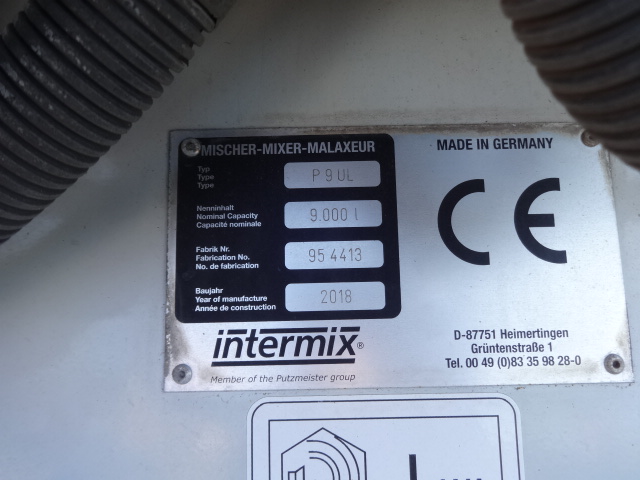 MISCHER-MIXER-MALAXEUR
Typ
Type
Type
P 9 UL
Nenninhalt
Nominal Capacity
Capacité nominale
9 000 l
Fabrik Nr.
Fabrication No.
No. de fabrication
95 4413
Baujahr
Year of manufacture
Année de construction
2018
intermix®
Member of the Putzmeister group
MADE IN GERMANY
CE
D-87751 Heimertingen
Grüntenstraße 1
Tel. 00 49 (0)83 35 98 28-0